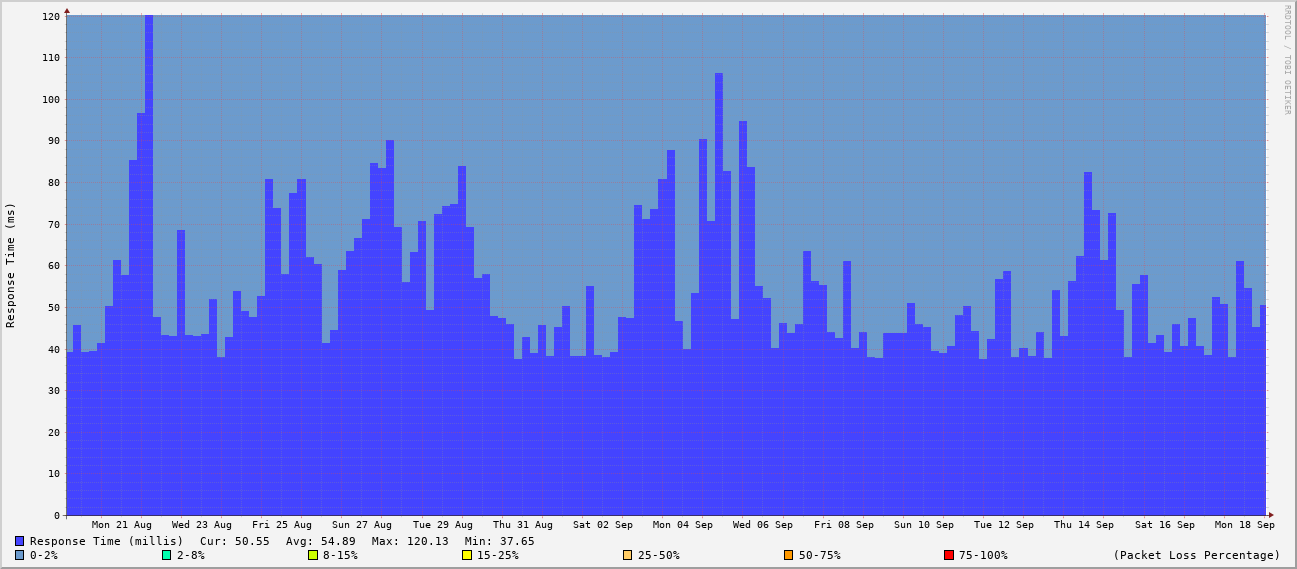 RRDTOOL / TOBI OETIKER
Response Time (ms)
120
110
100
90
80
70
60
50
40
30
20
10
0
Mon 21 Aug Wed 23 Aug Fri 25 Aug Sun 27 Aug Tue 29 Aug Thu 31 Aug Sat 02 Sep Mon 04 Sep Wed 06 Sep Fri 08 Sep Sun 10 Sep Tue 12 Sep Thu 14 Sep Sat 16 Sep Mon 18 Sep
Response Time (millis) Cur: 50.55 Avg: 54.89 Max: 120.13 Min: 37.65
0-2% 2-8% 8-15% 15-25% 25-50% 50-75% 75-100% (Packet Loss Percentage)